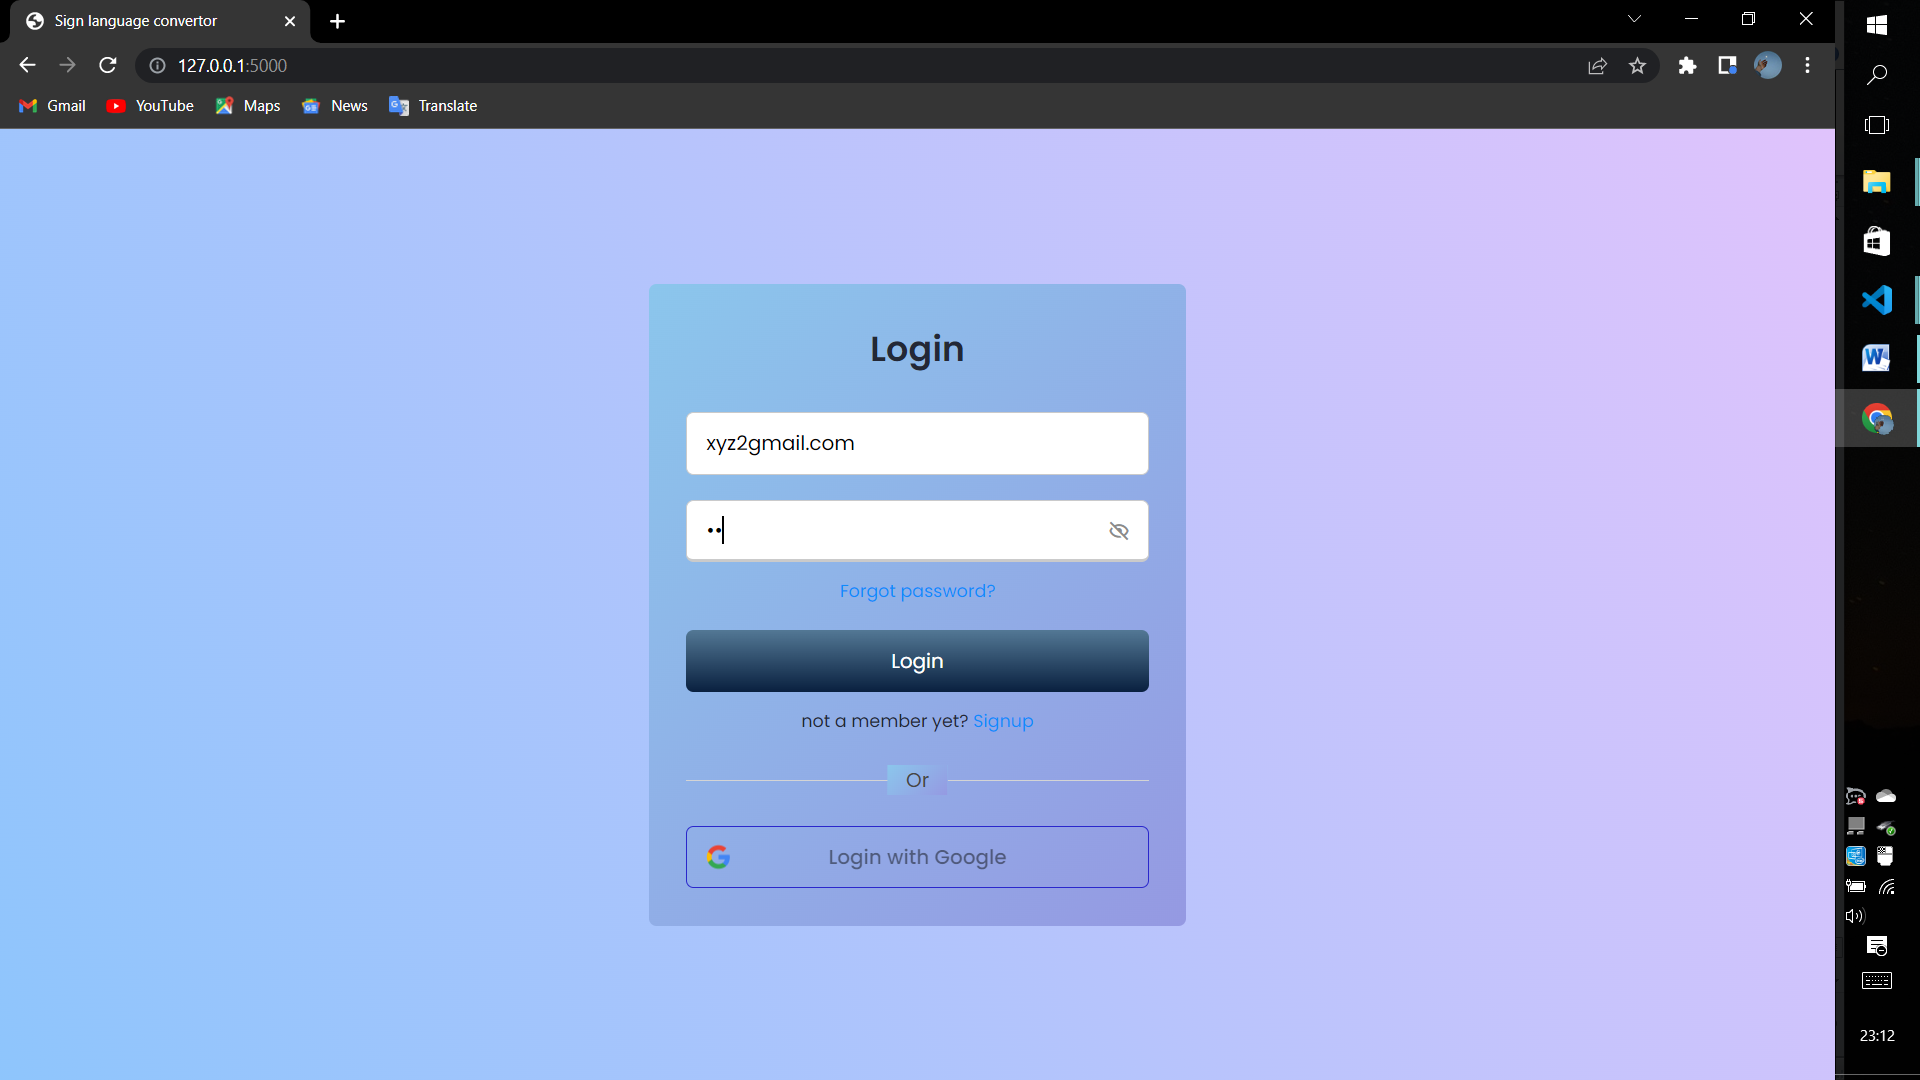 Sign language convertor
127.0.0.1:5000
Gmail YouTube Maps News Translate
Login
xyz2gmail.com
••
Forgot password?
Login
not a member yet? Signup
Or
Login with Google
23:12